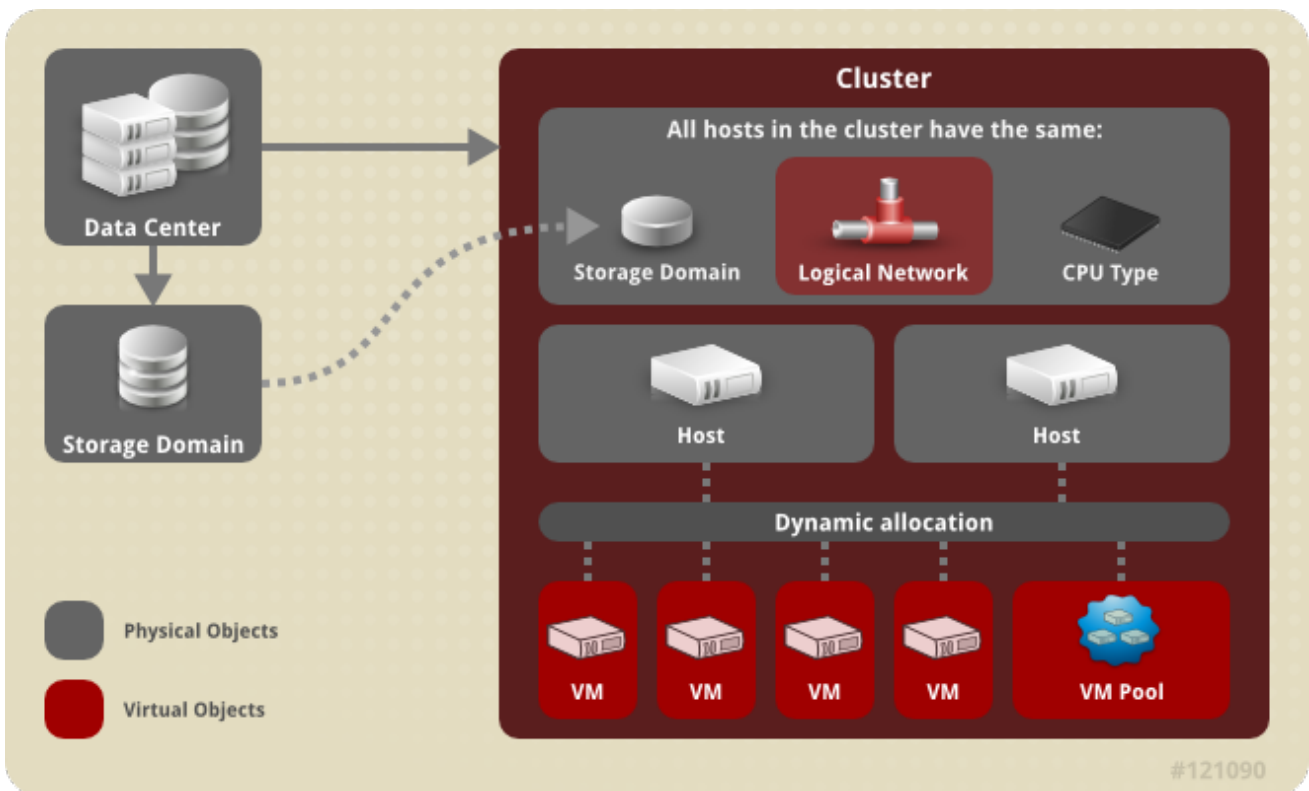 Data Center
Storage Domain
Cluster
All hosts in the cluster have the same:
Storage Domain
Logical Network
CPU Type
Host
Host
Dynamic allocation
VM
VM
VM
VM
VM Pool
Physical Objects
Virtual Objects
#121090